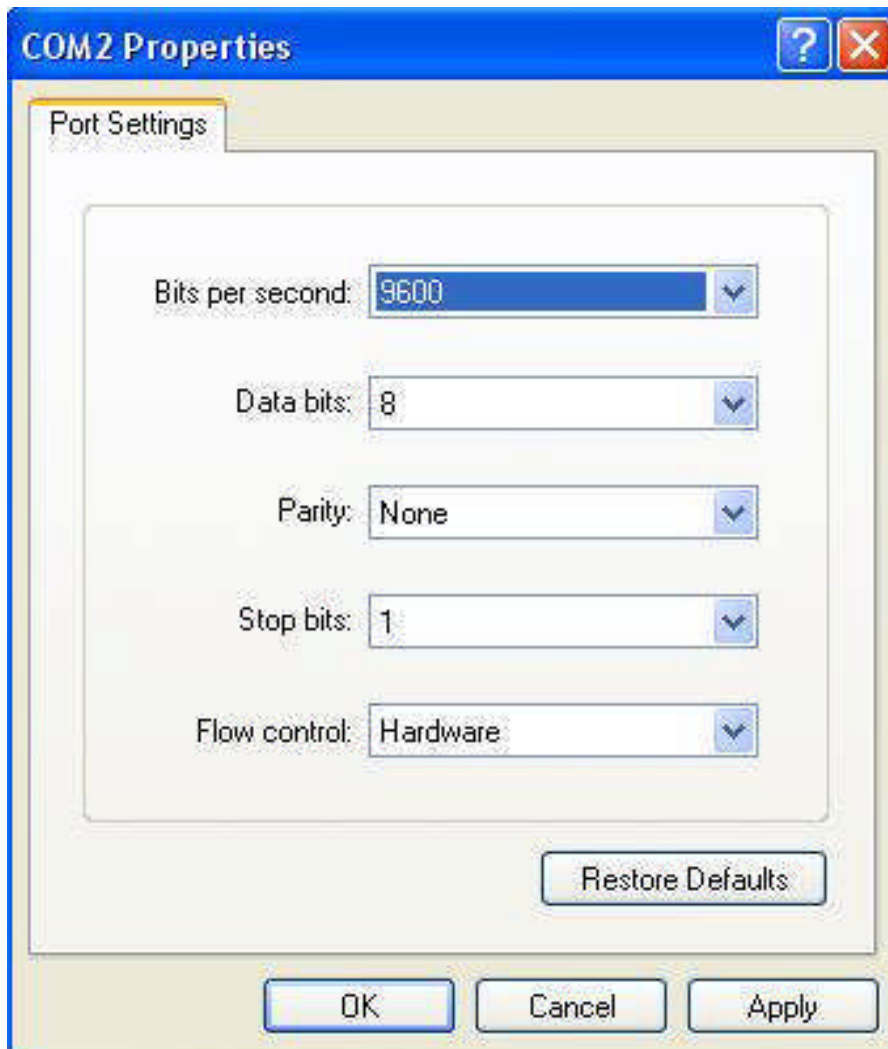 COM2 Properties
Port Settings
Bits per second: 9600
Data bits: 8
Parity: None
Stop bits: 1
Flow control: Hardware
Restore Defaults
OK Cancel Apply